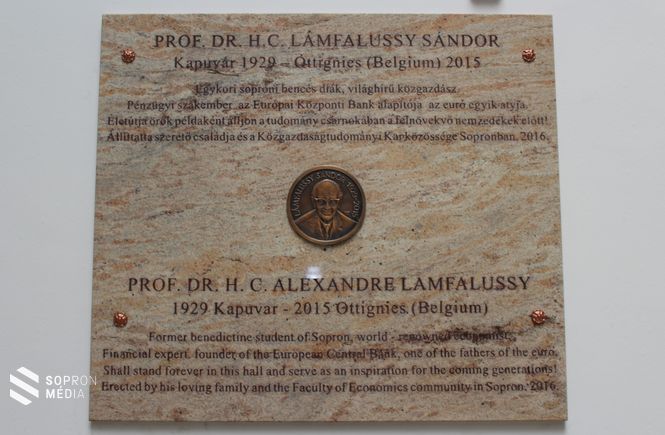 PROF. DR. H.C. LÁMFALUSSY SÁNDOR
Kapuvár 1929 – Ottignies (Belgium) 2015
Egykori soproni bencés diák, világhírű közgazdász.
Pénzügyi szakember az Európai Központi Bank alapítója az euró egyik atyja.
Életútja örök példaként álljon a tudomány csarnokában a felnövekvő nemzedékek előtt!
Állíttatta szerető családja és a Közgazdaságtudományi Kar közössége Sopronban, 2016.
LÁMFALUSSY SÁNDOR 1929-2015
PROF. DR. H. C. ALEXANDRE LAMFALUSSY
1929 Kapuvar - 2015 Ottignies (Belgium)
Former benedictine student of Sopron, world - renowned economist.
Financial expert, founder of the European Central Bank, one of the fathers of the euro.
Shall stand forever in this hall and serve as an inspiration for the coming generations!
Erected by his loving family and the Faculty of Economics community in Sopron, 2016.
SOPRON
MÉDIA